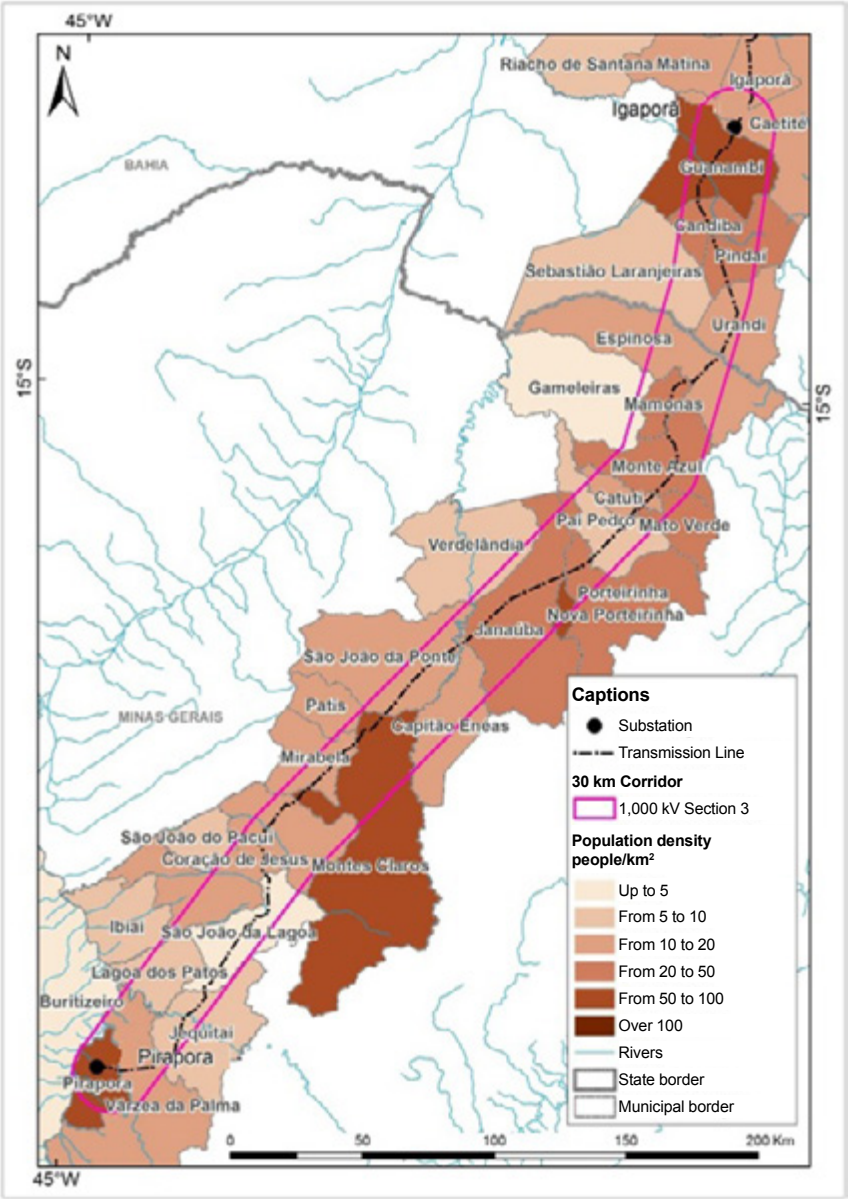 45°W
N
Riacho de Santana Matina
Igaporã
Igaporã
Caetité
BAHIA
Guanambi
Candiba
Pindaí
Sebastião Laranjeiras
Urandi
Espinosa
15°S
Gameleiras
Mamonas
15°S
Monte Azul
Catuti
Pai Pedro
Mato Verde
Verdelândia
Porteirinha
Nova Porteirinha
Janaúba
São João da Ponte
Patis
MINAS GERAIS
Capitão Enéas
Mirabela
São João do Pacuí
Coração de Jesus
Montes Claros
Ibiaí
São João da Lagoa
Lagoa dos Patos
Buritizeiro
Jequitaí
Pirapora
Pirapora
Várzea da Palma
Captions
Substation
Transmission Line
30 km Corridor
1,000 kV Section 3
Population density
people/km²
Up to 5
From 5 to 10
From 10 to 20
From 20 to 50
From 50 to 100
Over 100
Rivers
State border
Municipal border
0 50 100 150 200 Km
45°W